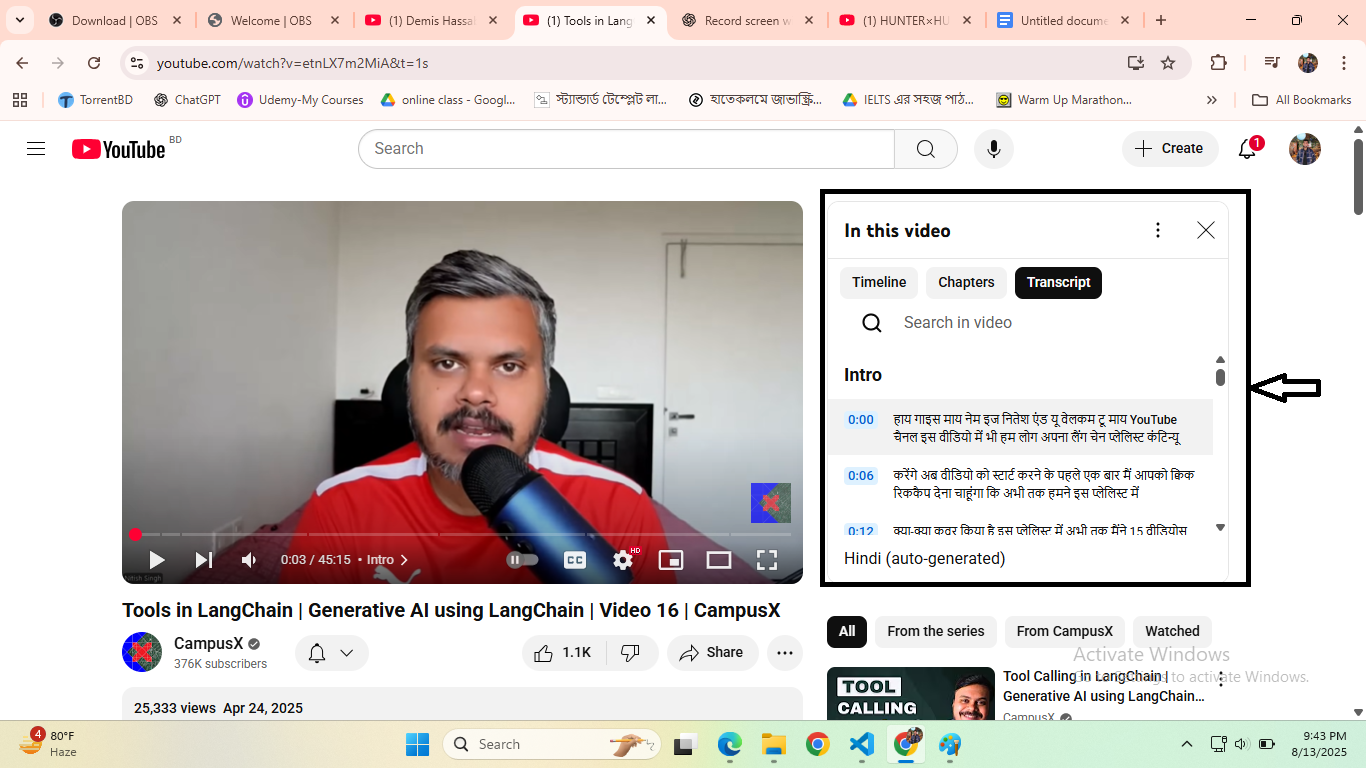 Download | OBS
Welcome | OBS
(1) Demis Hassal
(1) Tools in Lang
Record screen w
(1) HUNTER×HU
Untitled docume
youtube.com/watch?v=etnLX7m2MiA&t=1s
TorrentBD
ChatGPT
Udemy-My Courses
online class - Googl...
স্ট্যান্ডার্ড টেম্প্লেট লা...
হাতেকলমে জাভাস্ক্রি...
IELTS এর সহজ পাঠ...
Warm Up Marathon...
All Bookmarks
YouTube BD
Search
Create
1
In this video
Timeline
Chapters
Transcript
Search in video
Intro
0:00 हाय गाइस माय नेम इज नितेश एंड यू वेलकम टू माय YouTube
चैनल इस वीडियो में भी हम लोग अपना लैंग चेन प्लेलिस्ट कंटिन्यू
0:06 करेंगे अब वीडियो को स्टार्ट करने के पहले एक बार मैं आपको क्विक
रिककैप देना चाहूंगा कि अभी तक हमने इस प्लेलिस्ट में
0:12 क्या-क्या कवर किया है इस प्लेलिस्ट में अभी तक मैंने 15 वीडियोस
Hindi (auto-generated)
0:03 / 45:15 • Intro
CC
HD
Nitish Singh
Tools in LangChain | Generative AI using LangChain | Video 16 | CampusX
CampusX
376K subscribers
1.1K
Share
25,333 views Apr 24, 2025
All
From the series
From CampusX
Watched
Activate Windows
Go to Settings to activate Windows.
TOOL
CALLING
Tool Calling in LangChain |
Generative AI using LangChain...
CampusX
4
80°F
Haze
Search
9:43 PM
8/13/2025